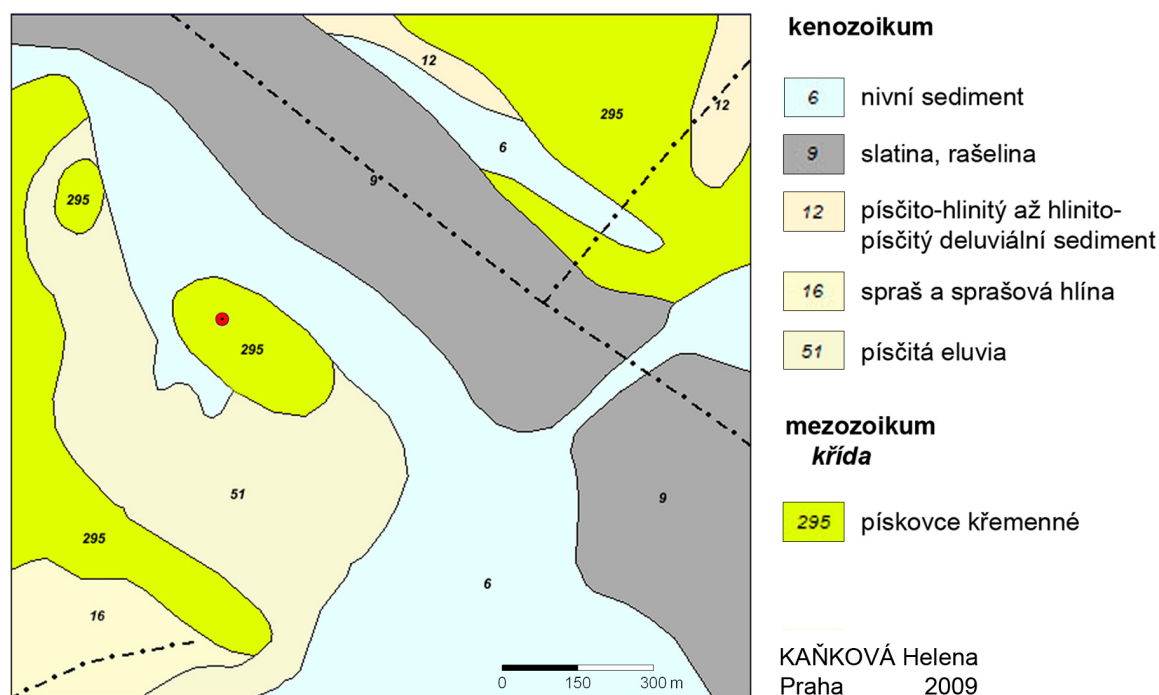 12
295
12
6
9
295
295
51
9
295
6
16
0 150 300 m
kenozoikum
6 nivní sediment
9 slatina, rašelina
12 písčito-hlinitý až hlinito-
písčitý deluviální sediment
16 spraš a sprašová hlína
51 písčitá eluvia
mezozoikum
křída
295 pískovce křemenné
KAŇKOVÁ Helena
Praha 2009